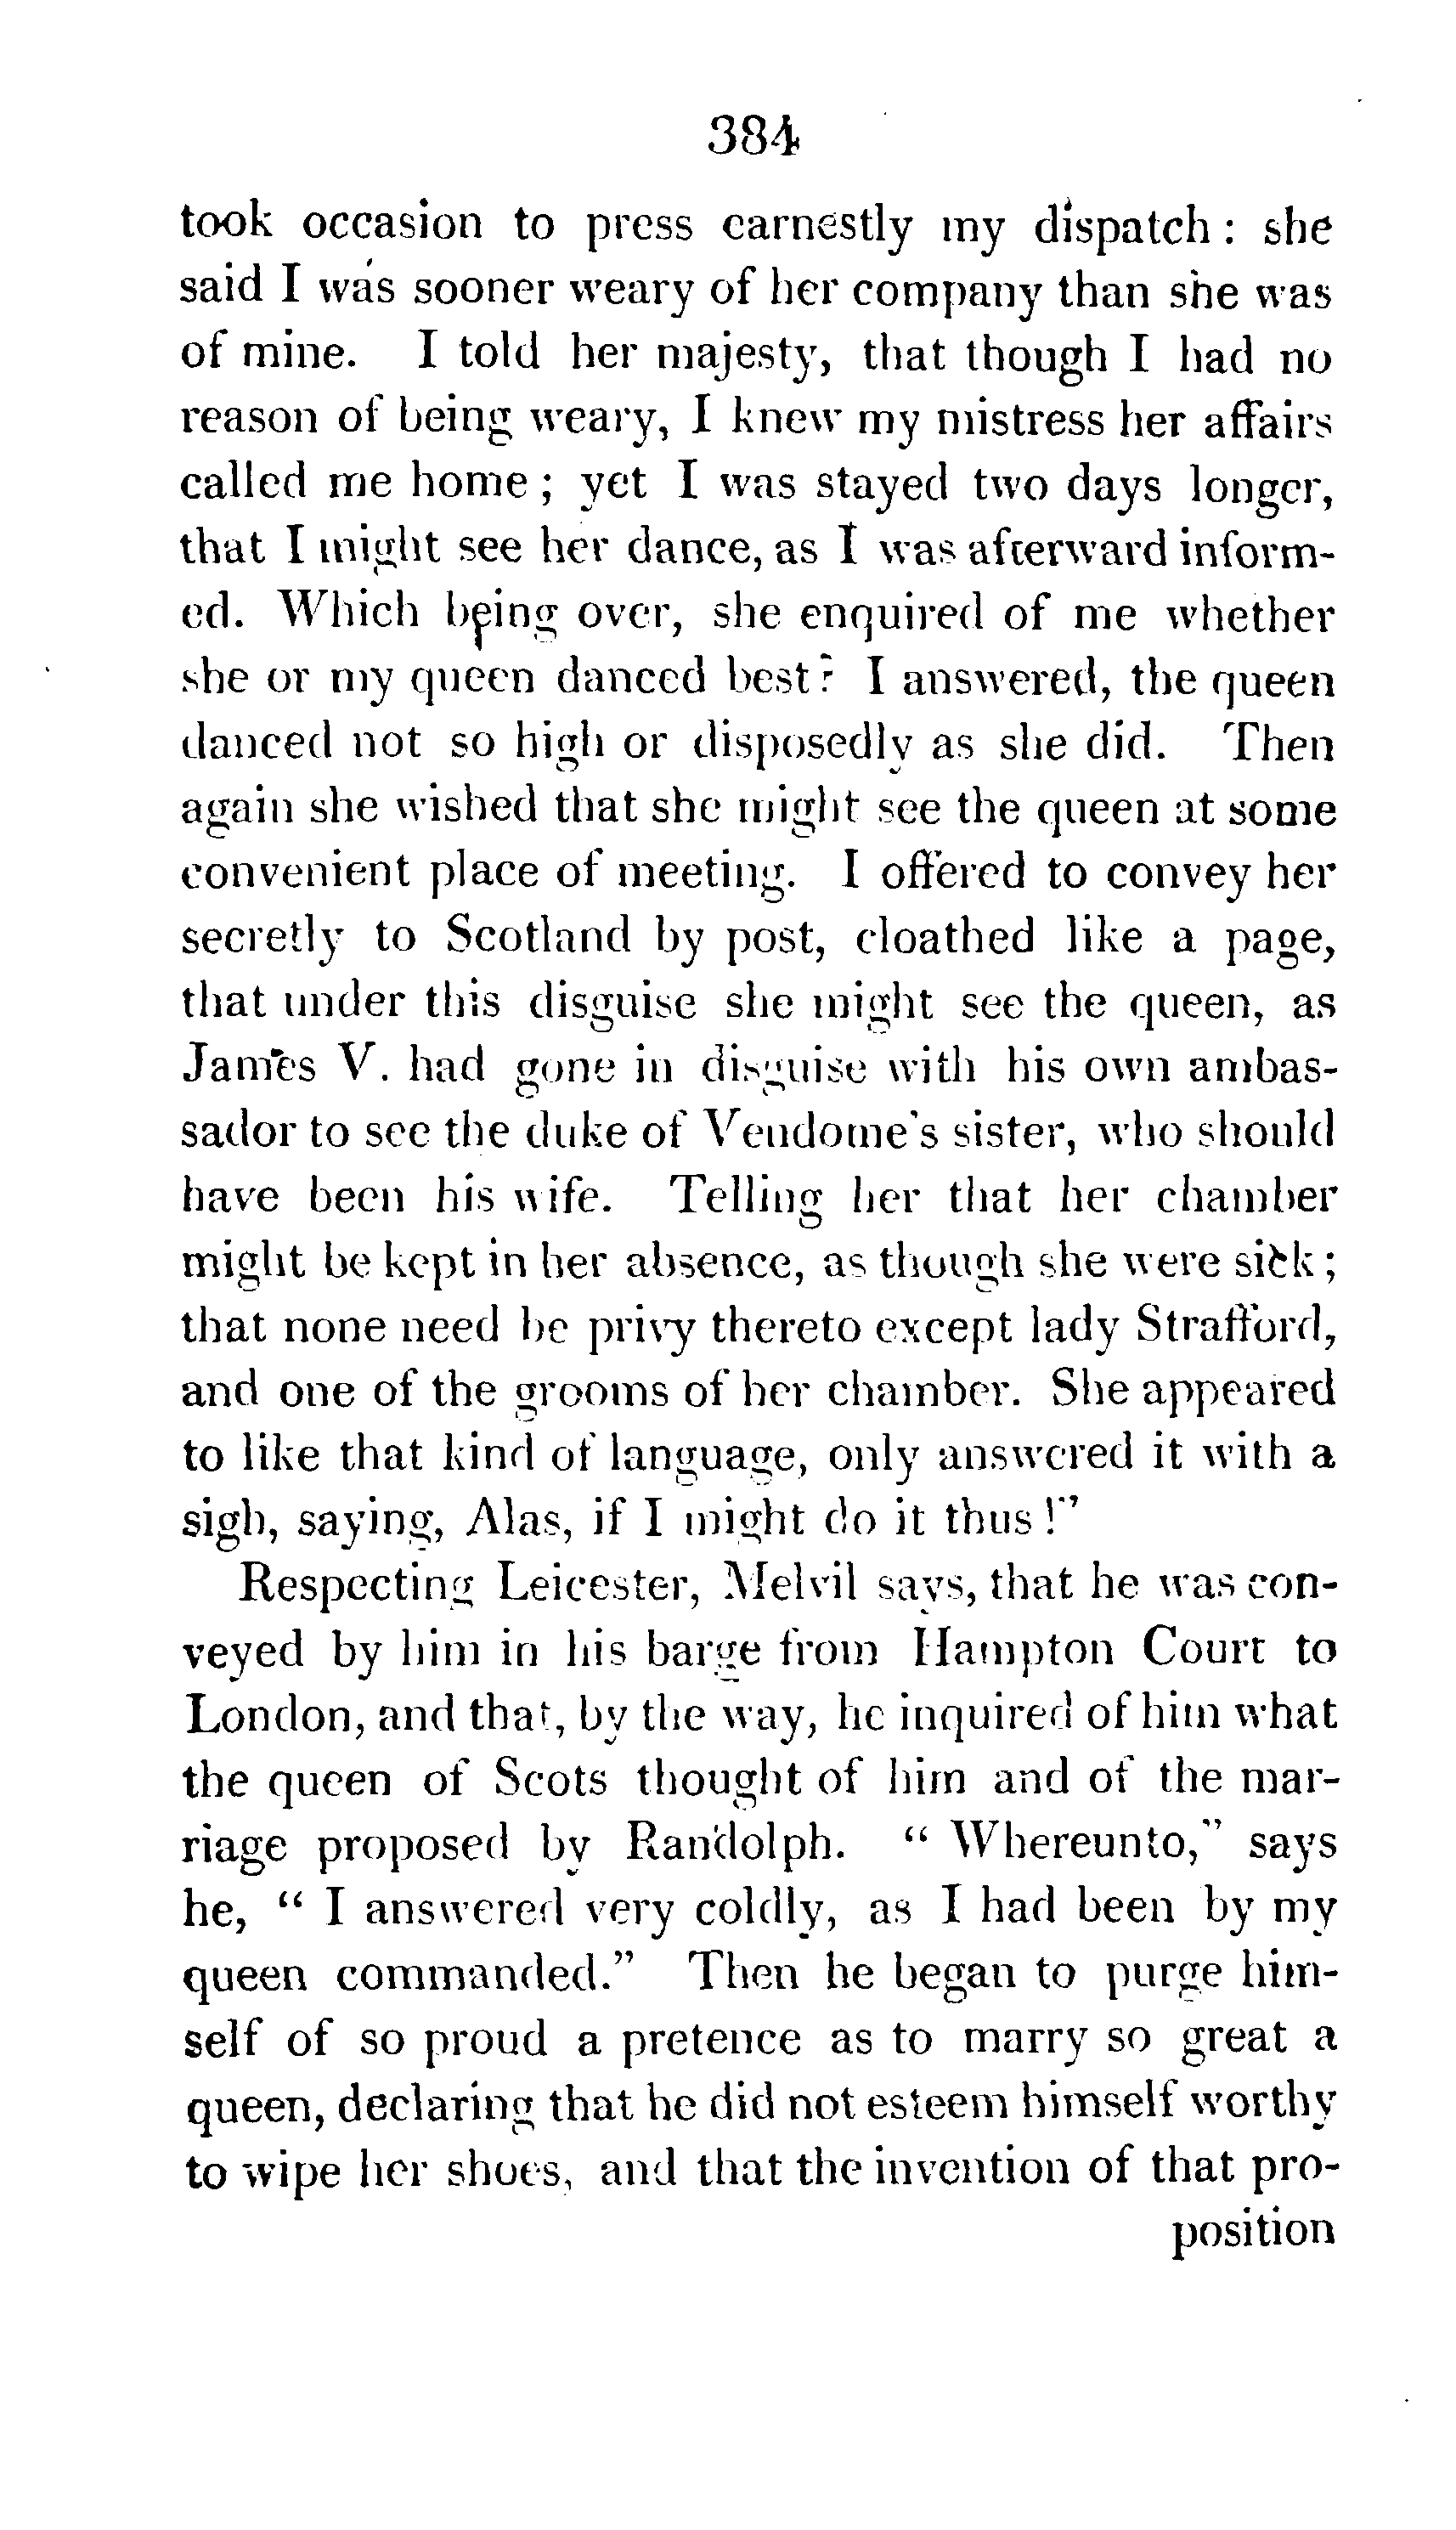 384
took occasion to press earnestly my dispatch: she
said I was sooner weary of her company than she was
of mine. I told her majesty, that though I had no
reason of being weary, I knew my mistress her affairs
called me home; yet I was stayed two days longer,
that I might see her dance, as I was afterward inform-
ed. Which being over, she enquired of me whether
she or my queen danced best? I answered, the queen
danced not so high or disposedly as she did. Then
again she wished that she might see the queen at some
convenient place of meeting. I offered to convey her
secretly to Scotland by post, cloathed like a page,
that under this disguise she might see the queen, as
James V. had gone in disguise with his own ambas-
sador to see the duke of Vendome's sister, who should
have been his wife. Telling her that her chamber
might be kept in her absence, as though she were sick;
that none need be privy thereto except lady Strafford,
and one of the grooms of her chamber. She appeared
to like that kind of language, only answered it with a
sigh, saying, Alas, if I might do it thus!"
Respecting Leicester, Melvil says, that he was con-
veyed by him in his barge from Hampton Court to
London, and that, by the way, he inquired of him what
the queen of Scots thought of him and of the mar-
riage proposed by Randolph. "Whereunto," says
he, "I answered very coldly, as I had been by my
queen commanded." Then he began to purge him-
self of so proud a pretence as to marry so great a
queen, declaring that he did not esteem himself worthy
to wipe her shoes, and that the invention of that pro-
position